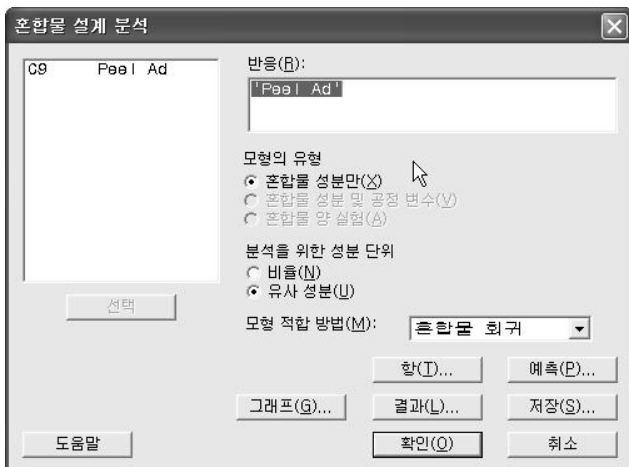 혼합물 설계 분석
C9 Peel Ad
반응(R):
'Peel Ad'
모형의 유형
혼합물 성분만(X)
혼합물 성분 및 공정 변수(V)
혼합물 양 실험(A)
분석을 위한 성분 단위
비율(N)
유사 성분(U)
선택
모형 적합 방법(M): 혼합물 회귀
항(T)... 예측(P)...
그래프(G)... 결과(L)... 저장(S)...
도움말 확인(O) 취소